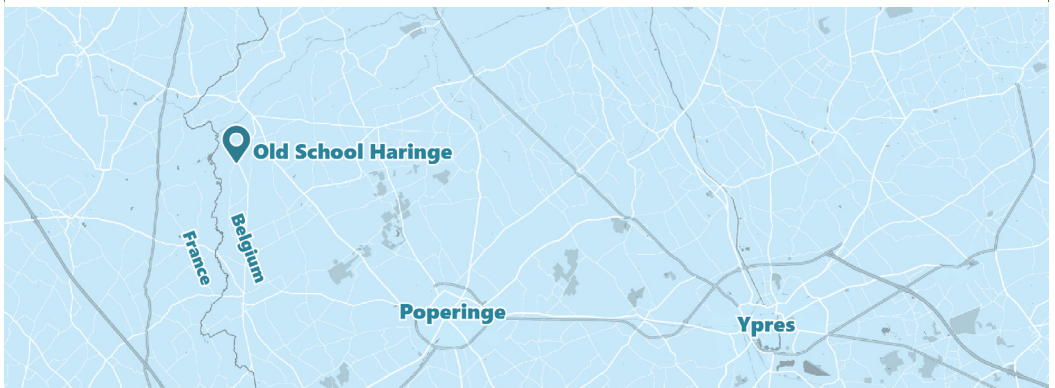 Old School Haringe
France
Belgium
Poperinge
Ypres